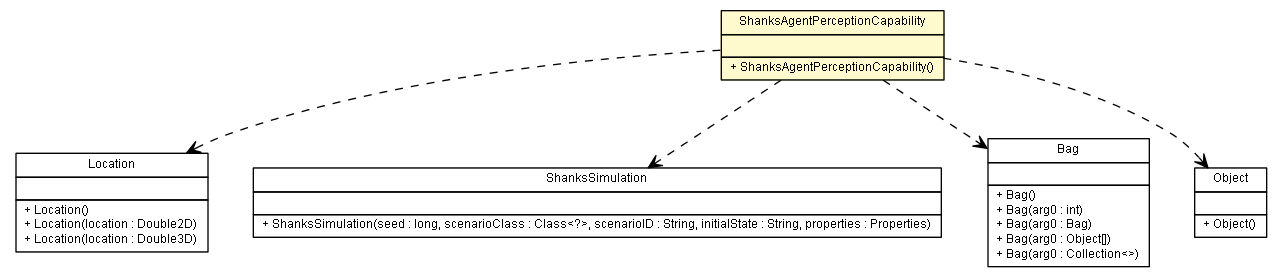 ShanksAgentPerceptionCapability
+ ShanksAgentPerceptionCapability()
Location
+ Location()
+ Location(location : Double2D)
+ Location(location : Double3D)
ShanksSimulation
+ ShanksSimulation(seed : long, scenarioClass : Class<?>, scenarioID : String, initialState : String, properties : Properties)
Bag
+ Bag()
+ Bag(arg0 : int)
+ Bag(arg0 : Bag)
+ Bag(arg0 : Object[])
+ Bag(arg0 : Collection<>)
Object
+ Object()